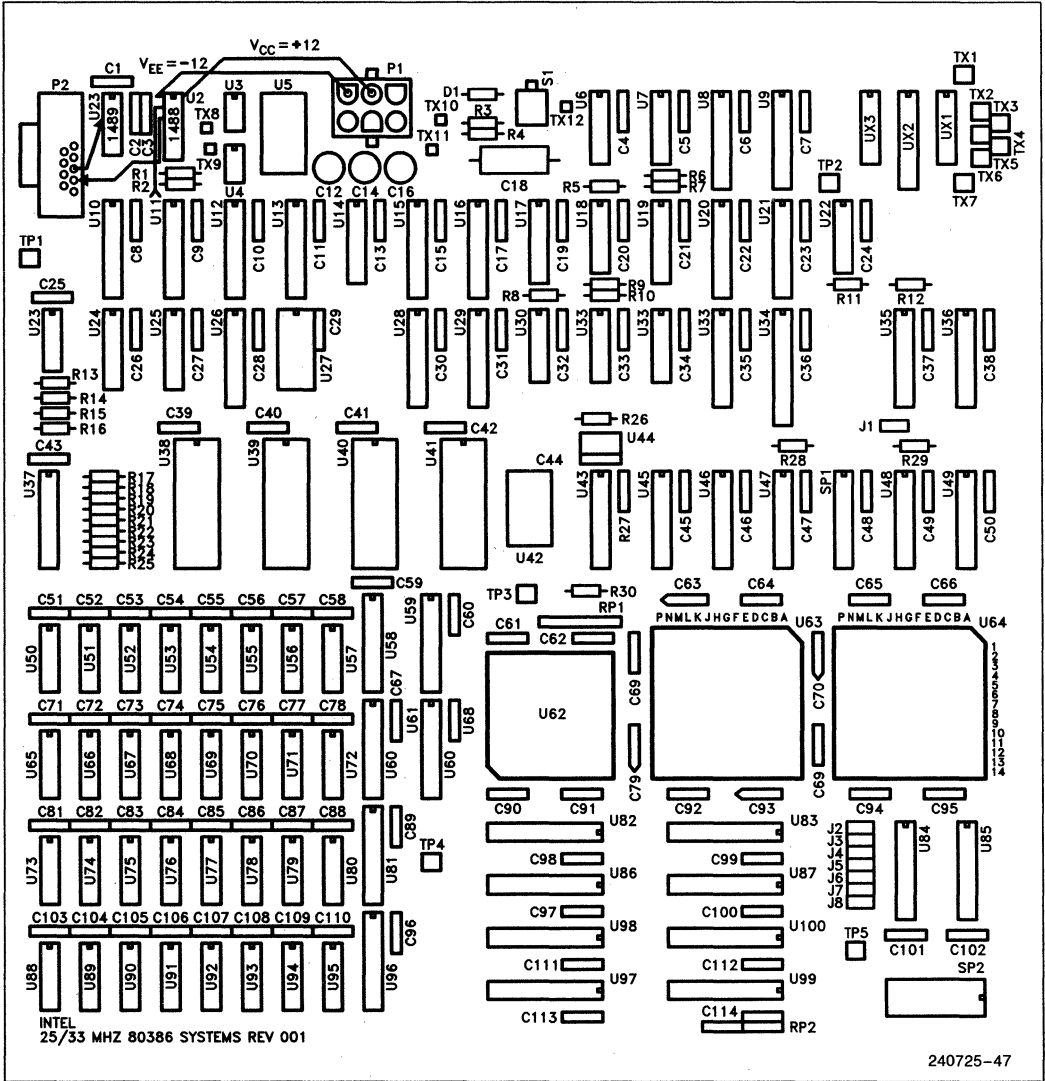 V_CC = +12
V_EE = −12
P2
C1
U23
1489
C2
C3
U2
1488
U3
U5
P1
D1
S1
TX8
TX9
TX10
TX11
TX12
R3
R4
U4
R1
R2
C12
C14
C16
C18
U6
C4
U7
C5
U8
C6
U9
C7
UX3
UX2
UX1
TX1
TX2
TX3
TX4
TX5
TX6
TX7
TP2
R5
R6
R7
TP1
U10
C8
U11
C9
U12
C10
U13
C11
U14
C13
U15
C15
U16
C17
U17
C19
U18
C20
U19
C21
U20
C22
U21
C23
U22
C24
R8
R9
R10
R11
R12
C25
U23
U24
C26
U25
C27
U26
C28
U27
C29
U28
C30
U29
C31
U30
C32
U33
C33
U33
C34
U33
C35
U34
C36
U35
C37
U36
C38
R13
R14
R15
R16
C39
C40
C41
C42
R26
J1
C43
U37
U38
U39
U40
U41
C44
U42
U44
R28
R29
R17
R18
R19
R20
R21
R22
R23
R24
R25
U43
R27
U45
C45
U46
C46
U47
C47
SP1
C48
U48
C49
U49
C50
C51 C52 C53 C54 C55 C56 C57 C58
C59
U50 U51 U52 U53 U54 U55 U56 U57
U58
U59
C60
TP3
R30
RP1
C61
C62
C63
C64
C65
C66
PNMLKJHGFEDCBA
U63
PNMLKJHGFEDCBA
U64
1
2
3
4
5
6
7
8
9
10
11
12
13
14
C67
C69
C70
U62
C71 C72 C73 C74 C75 C76 C77 C78
U61
U68
U65 U66 U67 U68 U69 U70 U71 U72
U60
U60
C79
C69
C90
C91
C92
C93
C94
C95
C81 C82 C83 C84 C85 C86 C87 C88
C89
TP4
U73 U74 U75 U76 U77 U78 U79 U80
U81
U82
U83
C98
C99
U86
U87
C97
C100
U98
U100
C111
C112
U97
U99
C113
C114
RP2
J2
J3
J4
J5
J6
J7
J8
U84
U85
TP5
C101
C102
SP2
C103 C104 C105 C106 C107 C108 C109 C110
C96
U88 U89 U90 U91 U92 U93 U94 U95
U96
INTEL
25/33 MHZ 80386 SYSTEMS REV 001
240725–47